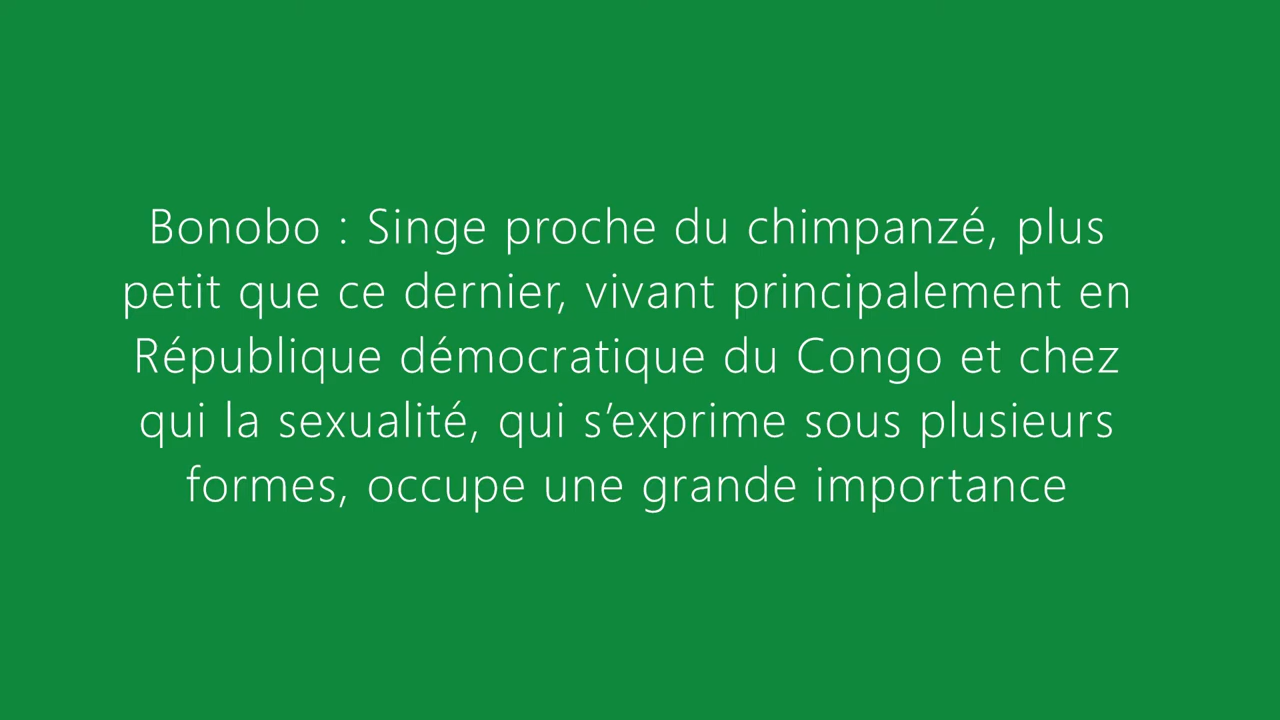 Bonobo : Singe proche du chimpanzé, plus
petit que ce dernier, vivant principalement en
République démocratique du Congo et chez
qui la sexualité, qui s’exprime sous plusieurs
formes, occupe une grande importance